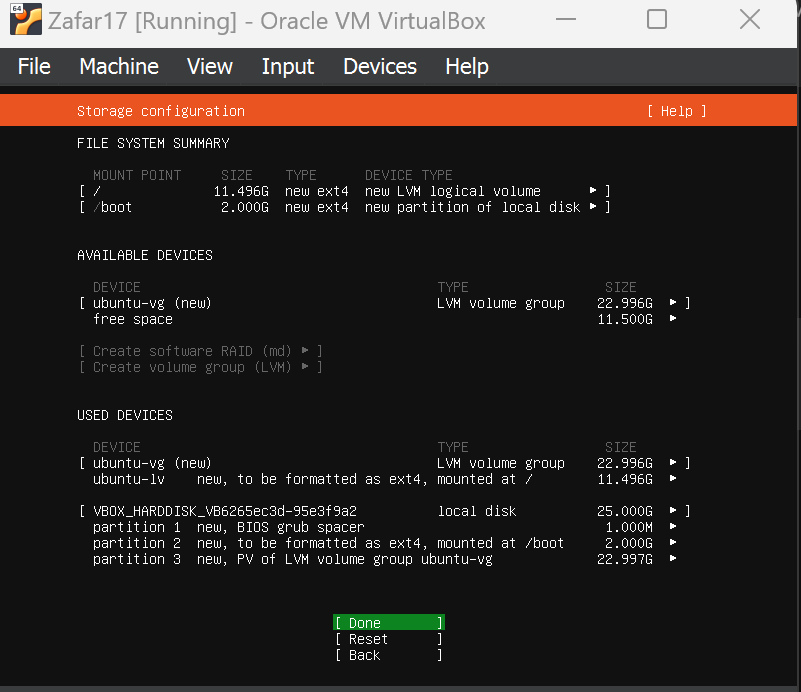 64
Zafar17 [Running] - Oracle VM VirtualBox
File Machine View Input Devices Help
Storage configuration [ Help ]
FILE SYSTEM SUMMARY
MOUNT POINT SIZE TYPE DEVICE TYPE
[ / 11.496G new ext4 new LVM logical volume ▸ ]
[ /boot 2.000G new ext4 new partition of local disk ▸ ]
AVAILABLE DEVICES
DEVICE TYPE SIZE
[ ubuntu-vg (new) LVM volume group 22.996G ▸ ]
free space 11.500G ▸
[ Create software RAID (md) ▸ ]
[ Create volume group (LVM) ▸ ]
USED DEVICES
DEVICE TYPE SIZE
[ ubuntu-vg (new) LVM volume group 22.996G ▸ ]
ubuntu-lv new, to be formatted as ext4, mounted at / 11.496G ▸
[ VBOX_HARDDISK_VB6265ec3d-95e3f9a2 local disk 25.000G ▸ ]
partition 1 new, BIOS grub spacer 1.000M ▸
partition 2 new, to be formatted as ext4, mounted at /boot 2.000G ▸
partition 3 new, PV of LVM volume group ubuntu-vg 22.997G ▸
[ Done ]
[ Reset ]
[ Back ]